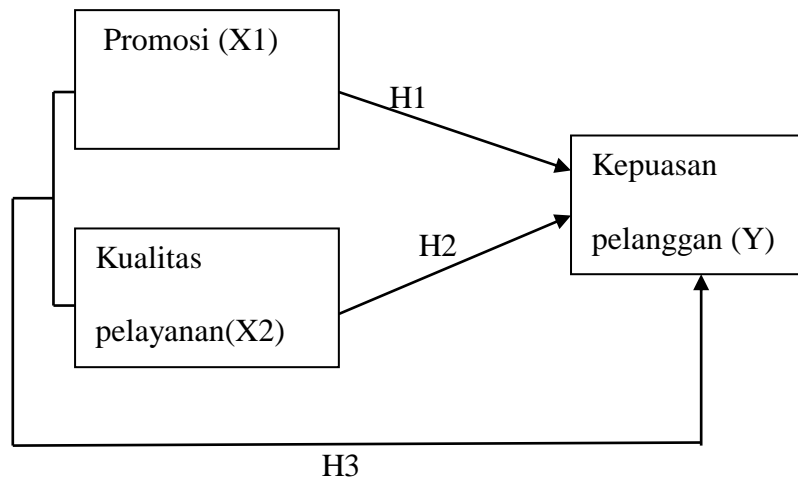 Promosi (X1)
H1
Kepuasan
pelanggan (Y)
H2
Kualitas
pelayanan(X2)
H3